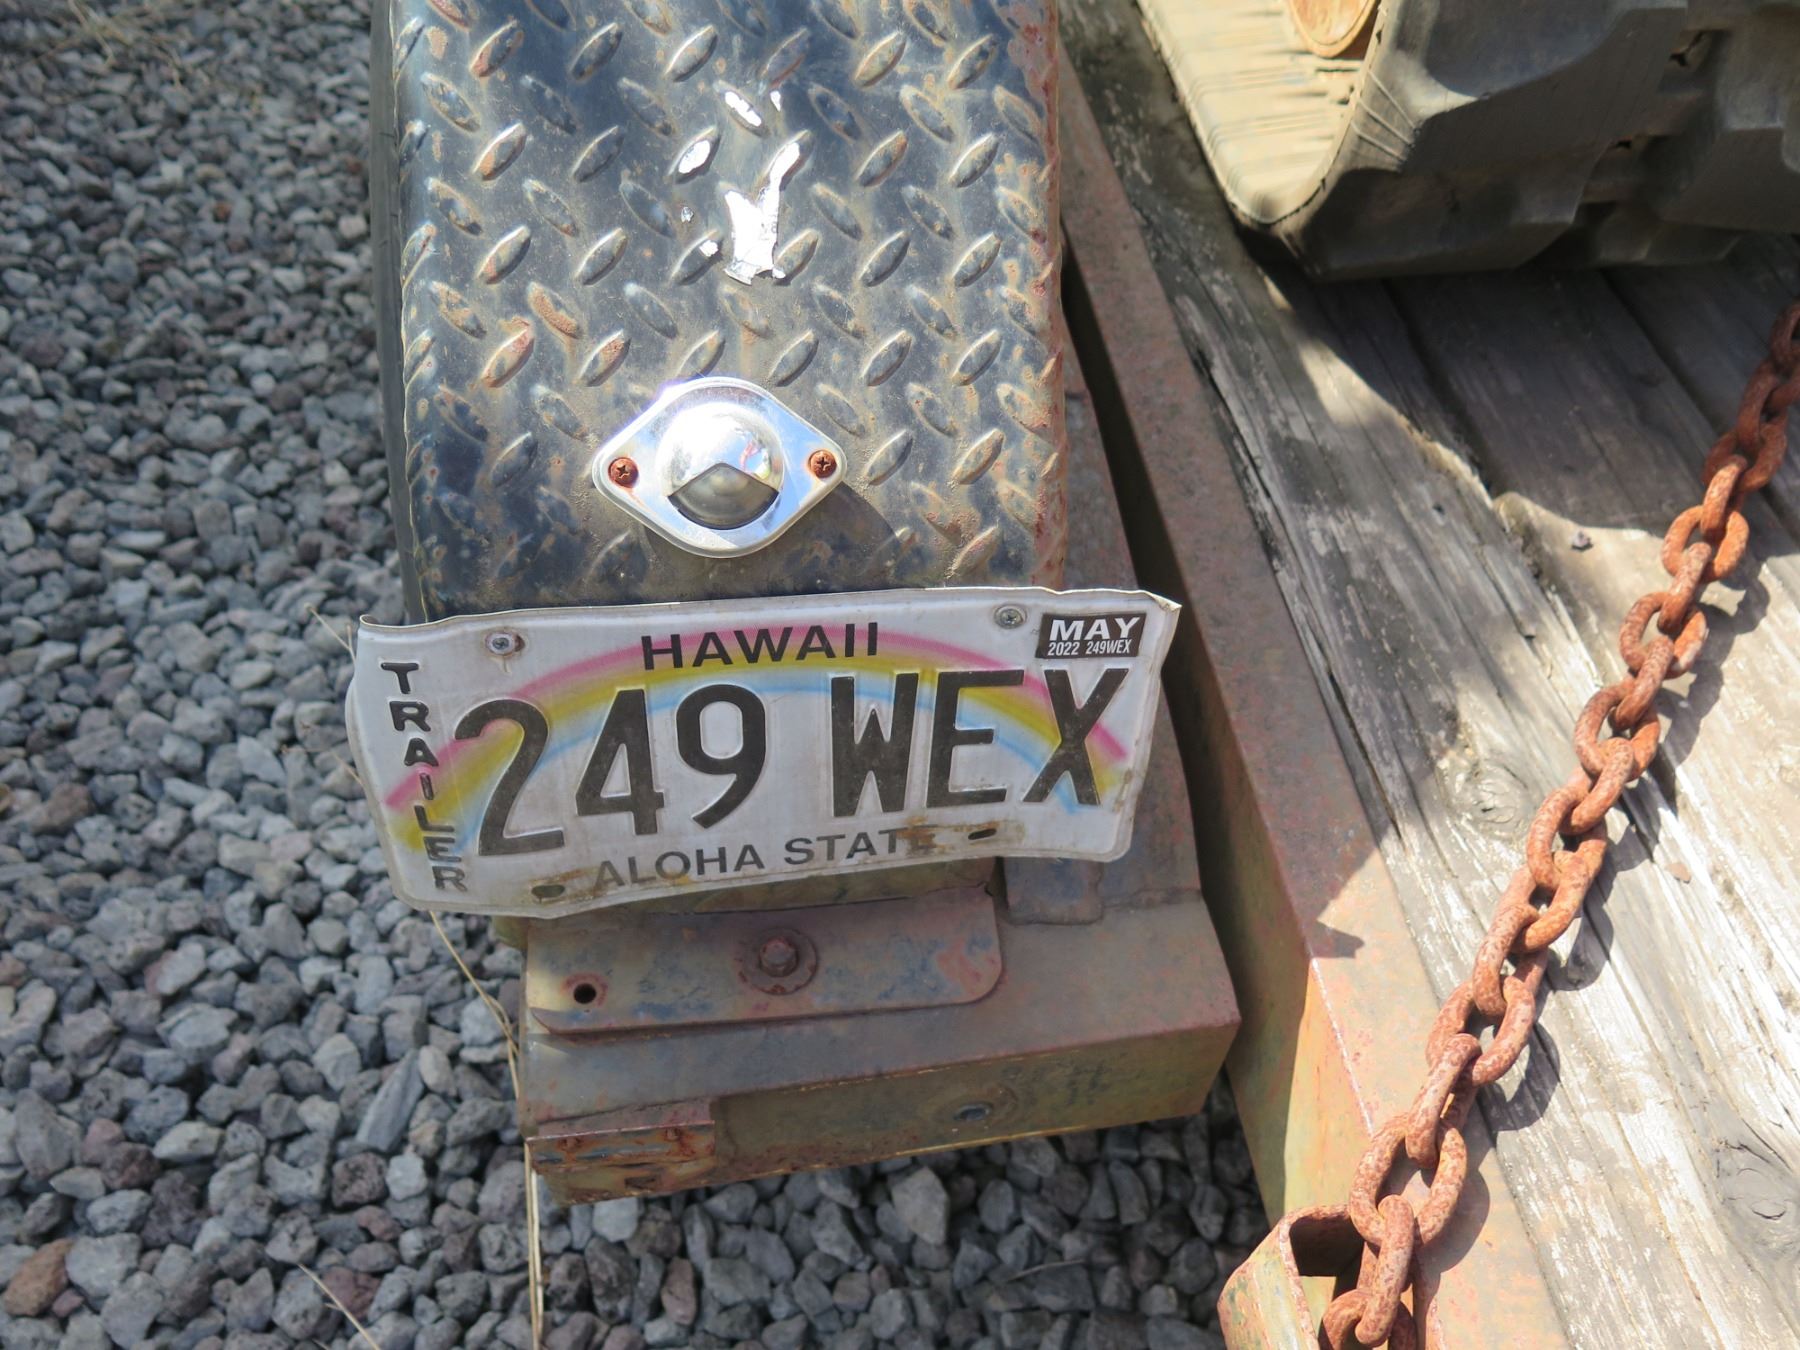 HAWAII
MAY
2022 249WEX
TRAILER
249 WEX
ALOHA STATE